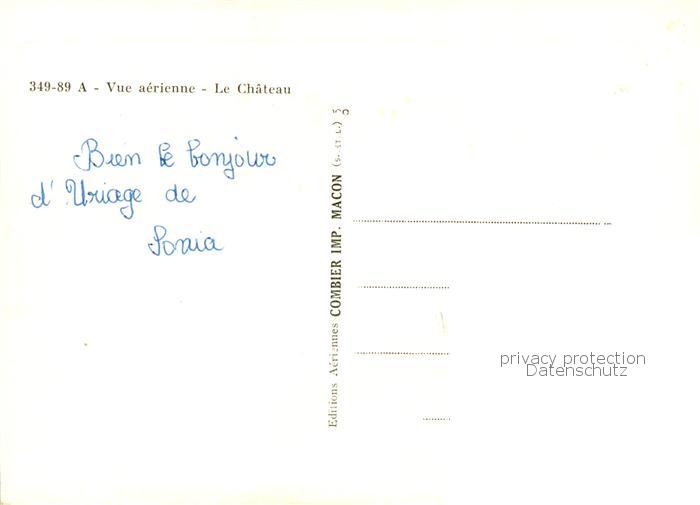 349-89 A - Vue aérienne - Le Château
Bien le bonjour
d'Uriage de
Sonia
Editions Aériennes COMBIER IMP. MACON (S.-ET-L.)
privacy protection
Datenschutz